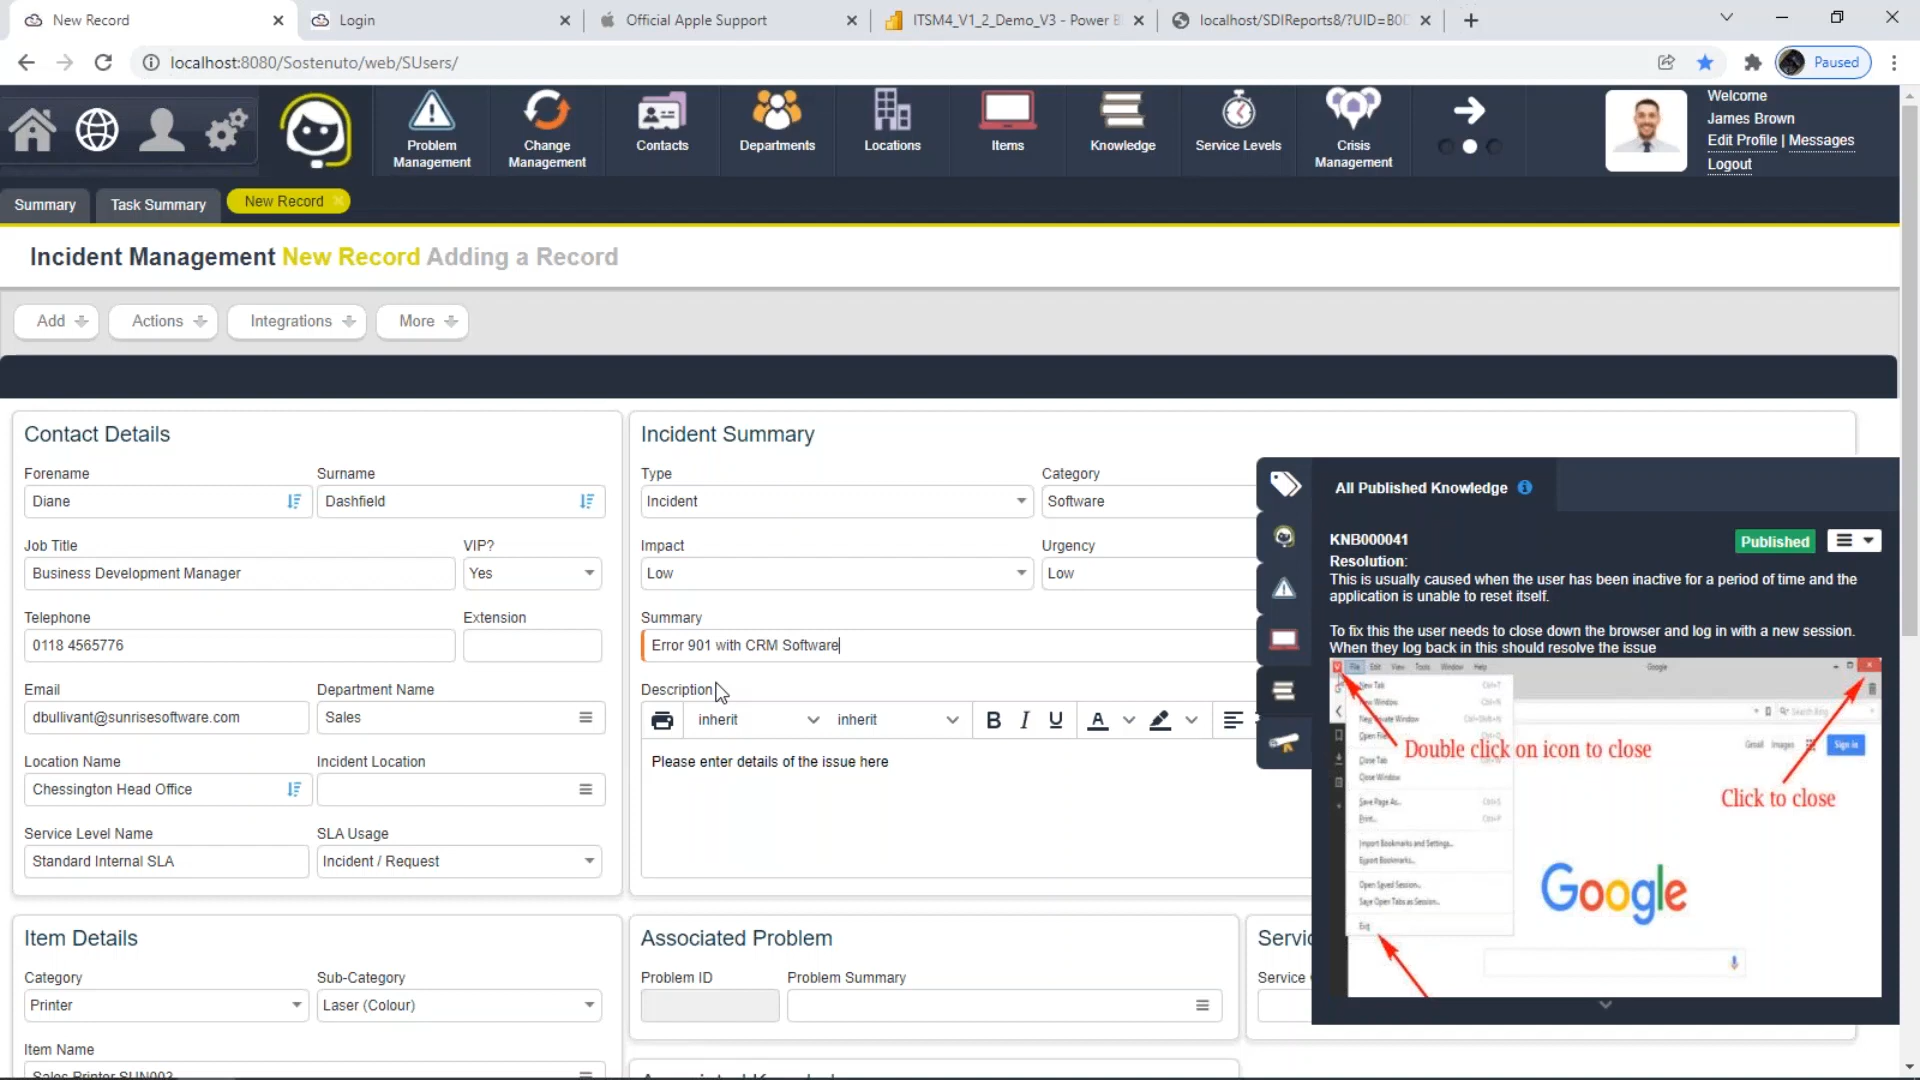 New Record
Login
Official Apple Support
ITSM4_V1_2_Demo_V3 - Power B
localhost/SDIReports8/?UID=B0D
localhost:8080/Sostenuto/web/SUsers/
Paused
Problem
Management
Change
Management
Contacts
Departments
Locations
Items
Knowledge
Service Levels
Crisis
Management
Welcome
James Brown
Edit Profile | Messages
Logout
Summary
Task Summary
New Record
Incident Management New Record Adding a Record
Add
Actions
Integrations
More
Contact Details
Forename
Surname
Diane
Dashfield
Job Title
VIP?
Business Development Manager
Yes
Telephone
Extension
0118 4565776
Email
Department Name
dbullivant@sunrisesoftware.com
Sales
Location Name
Incident Location
Chessington Head Office
Service Level Name
SLA Usage
Standard Internal SLA
Incident / Request
Incident Summary
Type
Category
Incident
Software
Impact
Urgency
Low
Low
Summary
Error 901 with CRM Software
Description
inherit
inherit
B I U A
Please enter details of the issue here
All Published Knowledge
KNB000041
Published
Resolution:
This is usually caused when the user has been inactive for a period of time and the
application is unable to reset itself.
To fix this the user needs to close down the browser and log in with a new session.
When they log back in this should resolve the issue
File Edit View Tools Window Help
Google
New Tab Ctrl+T
New Window Ctrl+N
New Private Window Ctrl+Shift+N
Open File
Close Tab
Close Window
Save Page As... Ctrl+S
Print... Ctrl+P
Import Bookmarks and Settings...
Export Bookmarks...
Open Saved Session...
Save Open Tabs as Session...
Exit
Gmail Images
Sign in
Double click on icon to close
Click to close
Google
Item Details
Category
Sub-Category
Printer
Laser (Colour)
Item Name
Sales Printer SUN003
Associated Problem
Problem ID
Problem Summary
Servic
Service